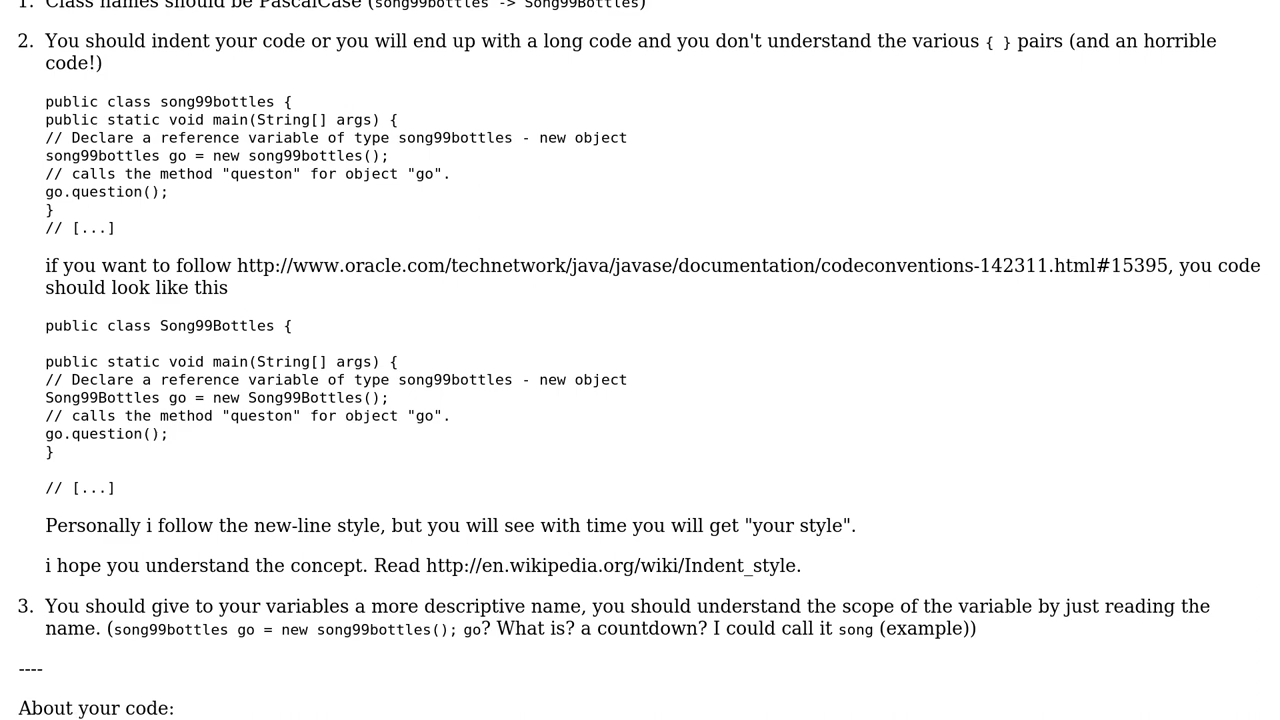 1. Class names should be PascalCase (song99bottles -> Song99Bottles)
2. You should indent your code or you will end up with a long code and you don't understand the various { } pairs (and an horrible
code!)
public class song99bottles {
public static void main(String[] args) {
// Declare a reference variable of type song99bottles - new object
song99bottles go = new song99bottles();
// calls the method "queston" for object "go".
go.question();
}
// [...]
if you want to follow http://www.oracle.com/technetwork/java/javase/documentation/codeconventions-142311.html#15395, you code
should look like this
public class Song99Bottles {
public static void main(String[] args) {
// Declare a reference variable of type song99bottles - new object
Song99Bottles go = new Song99Bottles();
// calls the method "queston" for object "go".
go.question();
}
// [...]
Personally i follow the new-line style, but you will see with time you will get "your style".
i hope you understand the concept. Read http://en.wikipedia.org/wiki/Indent_style.
3. You should give to your variables a more descriptive name, you should understand the scope of the variable by just reading the
name. (song99bottles go = new song99bottles(); go? What is? a countdown? I could call it song (example))
----
About your code: